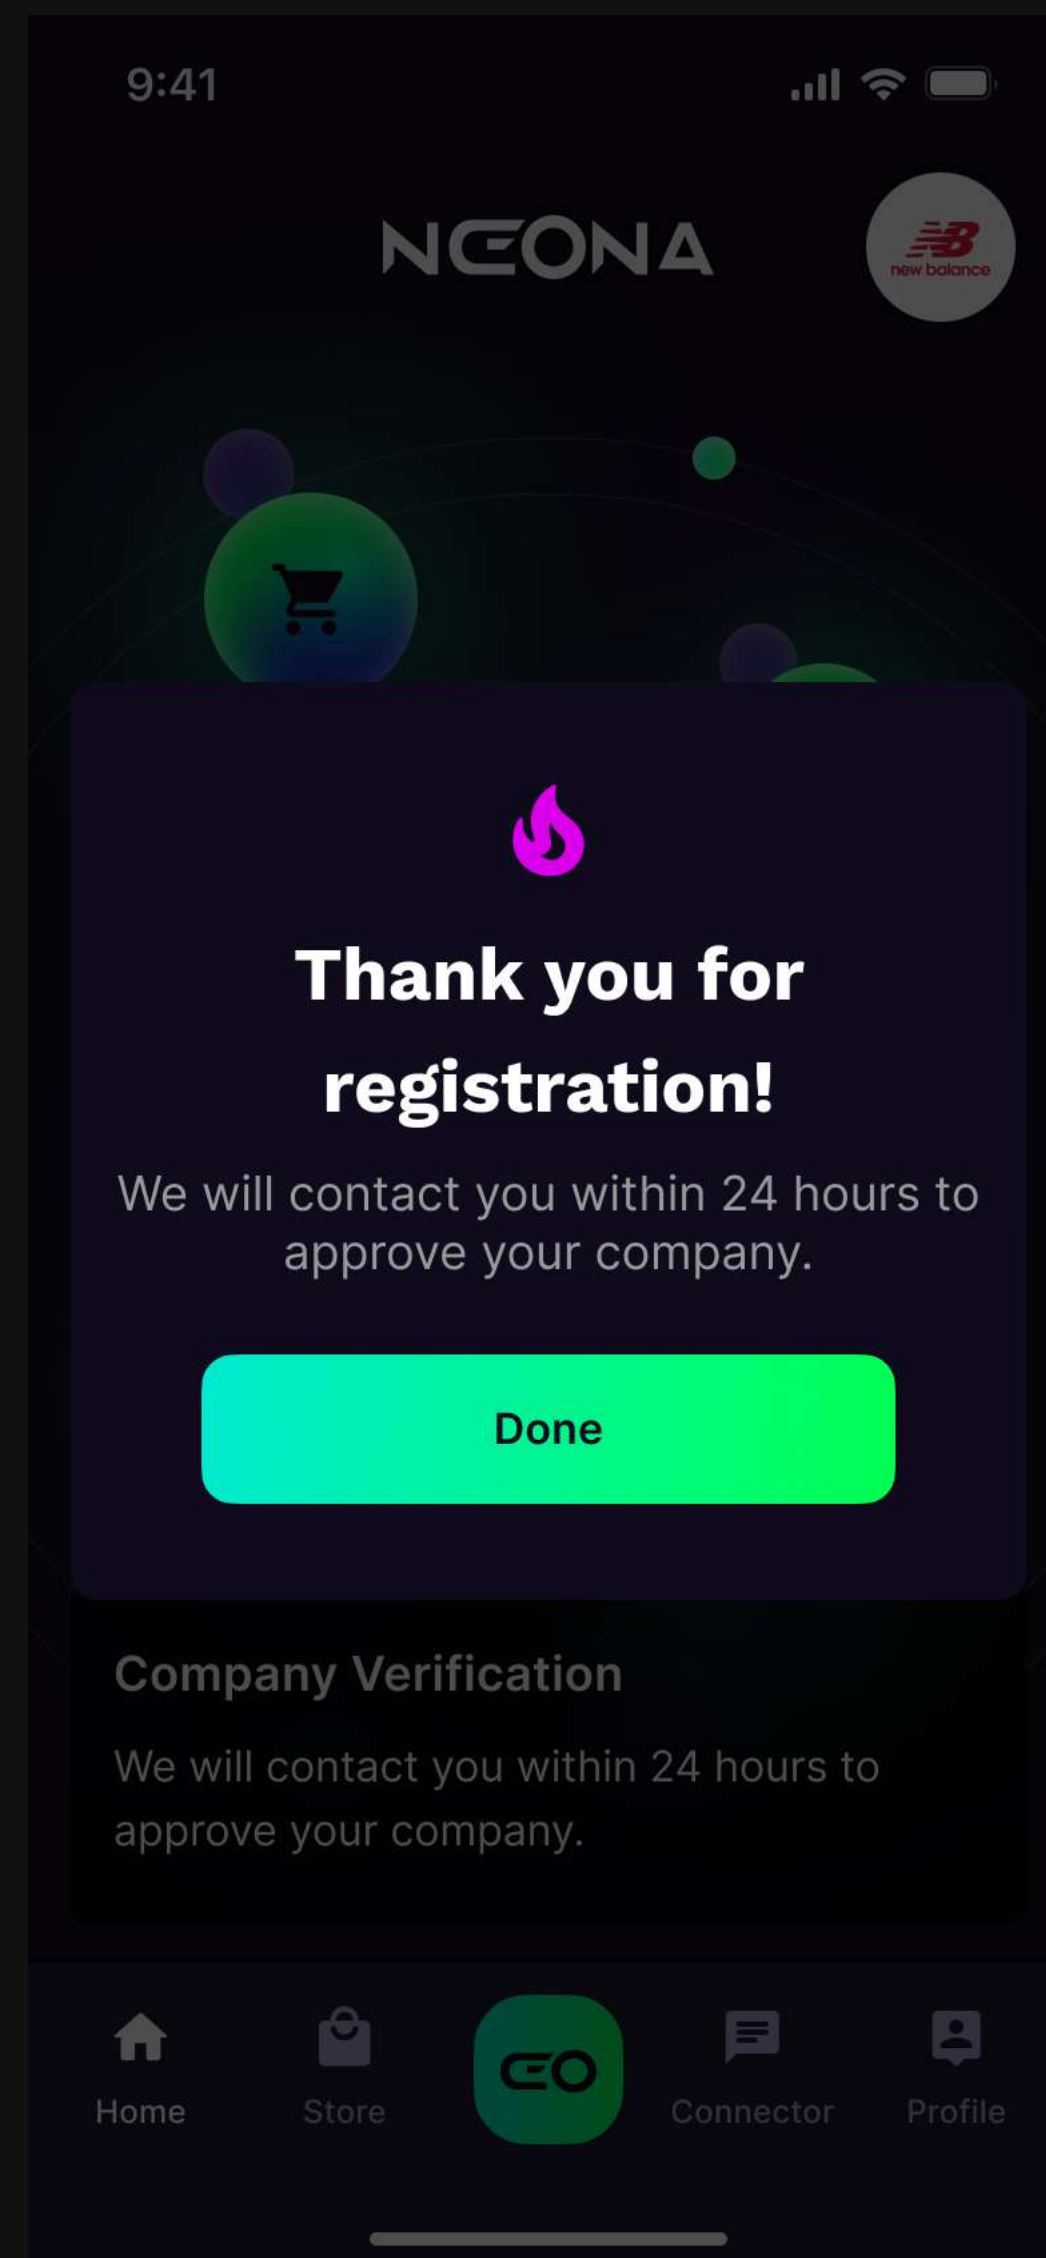 9:41
NEONA
NB
new balance
Thank you for
registration!
We will contact you within 24 hours to
approve your company.
Done
Company Verification
We will contact you within 24 hours to
approve your company.
EO
Home
Store
Connector
Profile